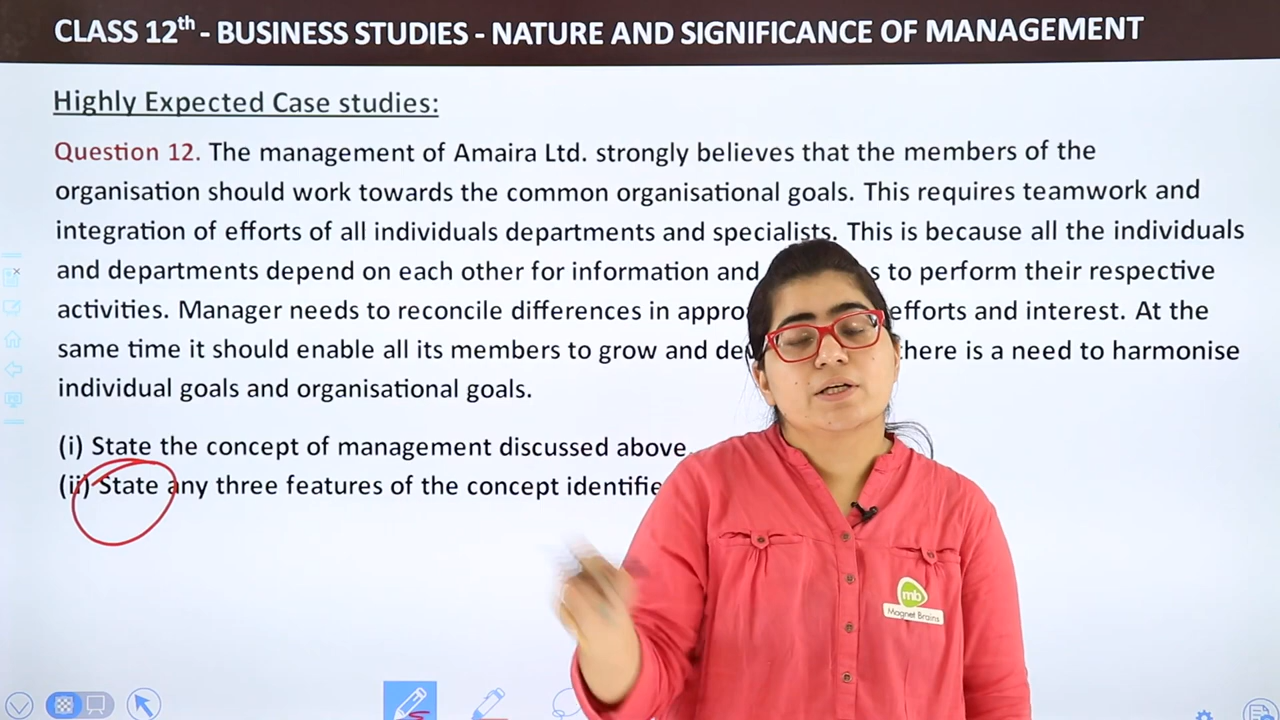 CLASS 12th - BUSINESS STUDIES - NATURE AND SIGNIFICANCE OF MANAGEMENT
Highly Expected Case studies:
Question 12. The management of Amaira Ltd. strongly believes that the members of the
organisation should work towards the common organisational goals. This requires teamwork and
integration of efforts of all individuals departments and specialists. This is because all the individuals
and departments depend on each other for information and s to perform their respective
activities. Manager needs to reconcile differences in appro efforts and interest. At the
same time it should enable all its members to grow and de here is a need to harmonise
individual goals and organisational goals.
(i) State the concept of management discussed above.
(ii) State any three features of the concept identifie
mb
Magnet Brains